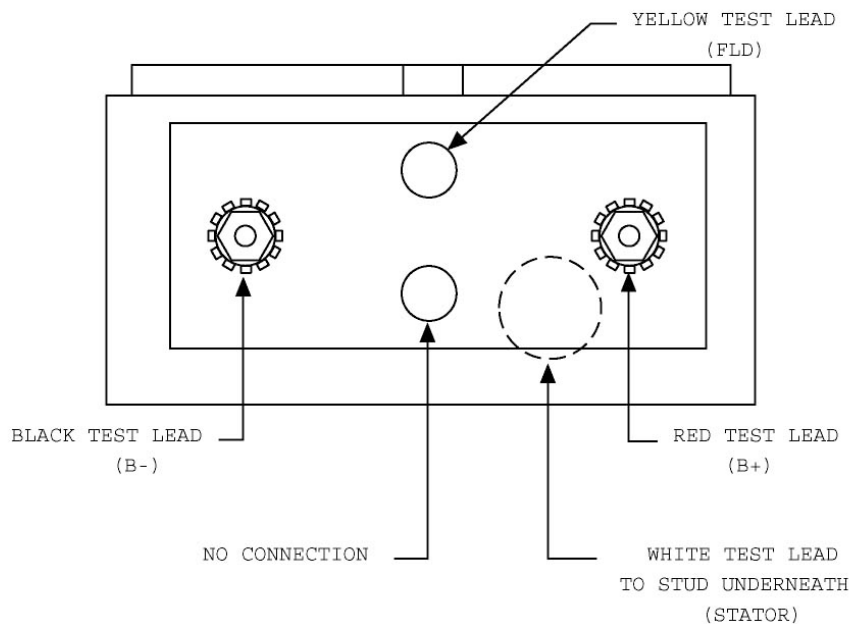 YELLOW TEST LEAD
(FLD)
BLACK TEST LEAD
(B-)
RED TEST LEAD
(B+)
NO CONNECTION
WHITE TEST LEAD
TO STUD UNDERNEATH
(STATOR)